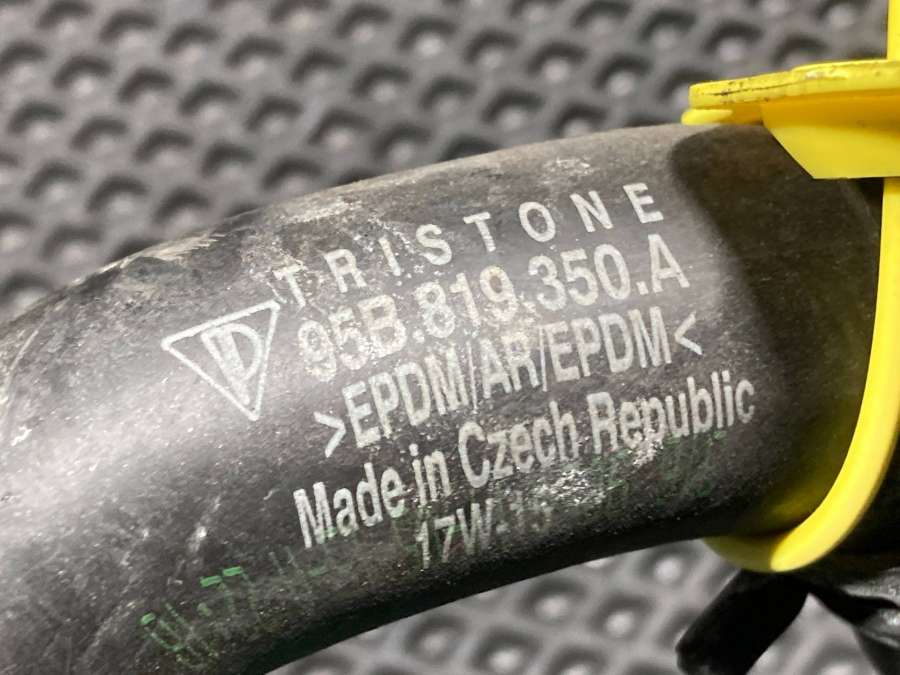 TRISTONE
95B.819.350.A
>EPDM/AR/EPDM<
Made in Czech Republic